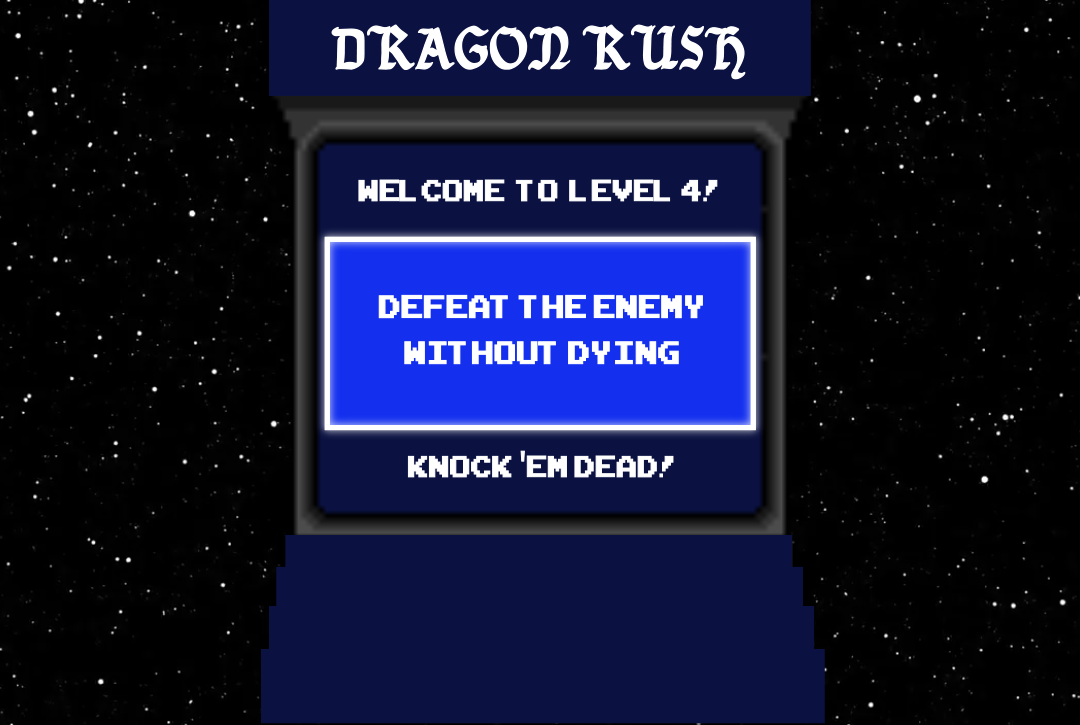 DRAGON RUSH
WELCOME TO LEVEL 4!
DEFEAT THE ENEMY
WITHOUT DYING
KNOCK 'EM DEAD!